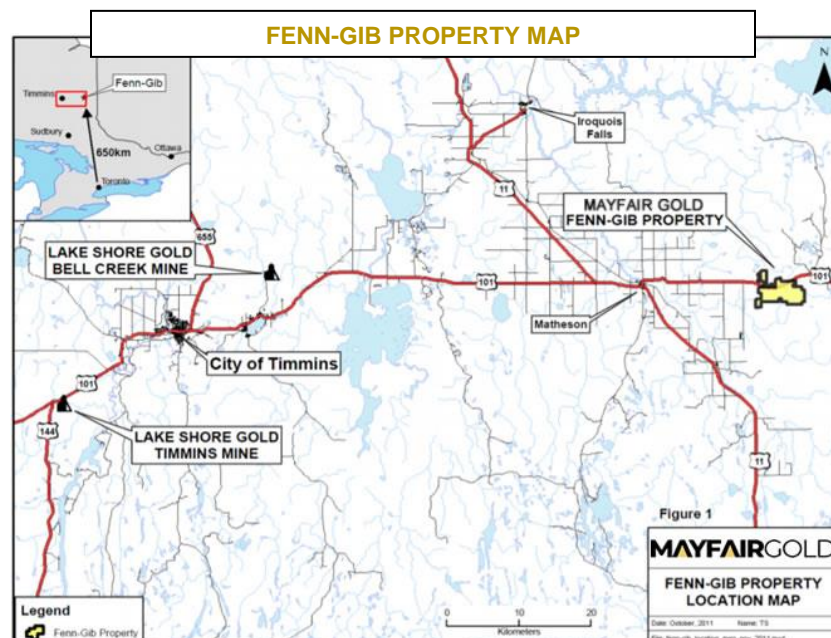 FENN-GIB PROPERTY MAP
N
Fenn-Gib
Timmins
Sudbury
650km
Ottawa
Toronto
Iroquois
Falls
11
MAYFAIR GOLD
FENN-GIB PROPERTY
655
LAKE SHORE GOLD
BELL CREEK MINE
101
101
Matheson
City of Timmins
101
144
LAKE SHORE GOLD
TIMMINS MINE
11
Figure 1
MAYFAIRGOLD
FENN-GIB PROPERTY
LOCATION MAP
Date: October, 2011 Name: TS
0 10 20
Kilometers
Legend
Fenn-Gib Property